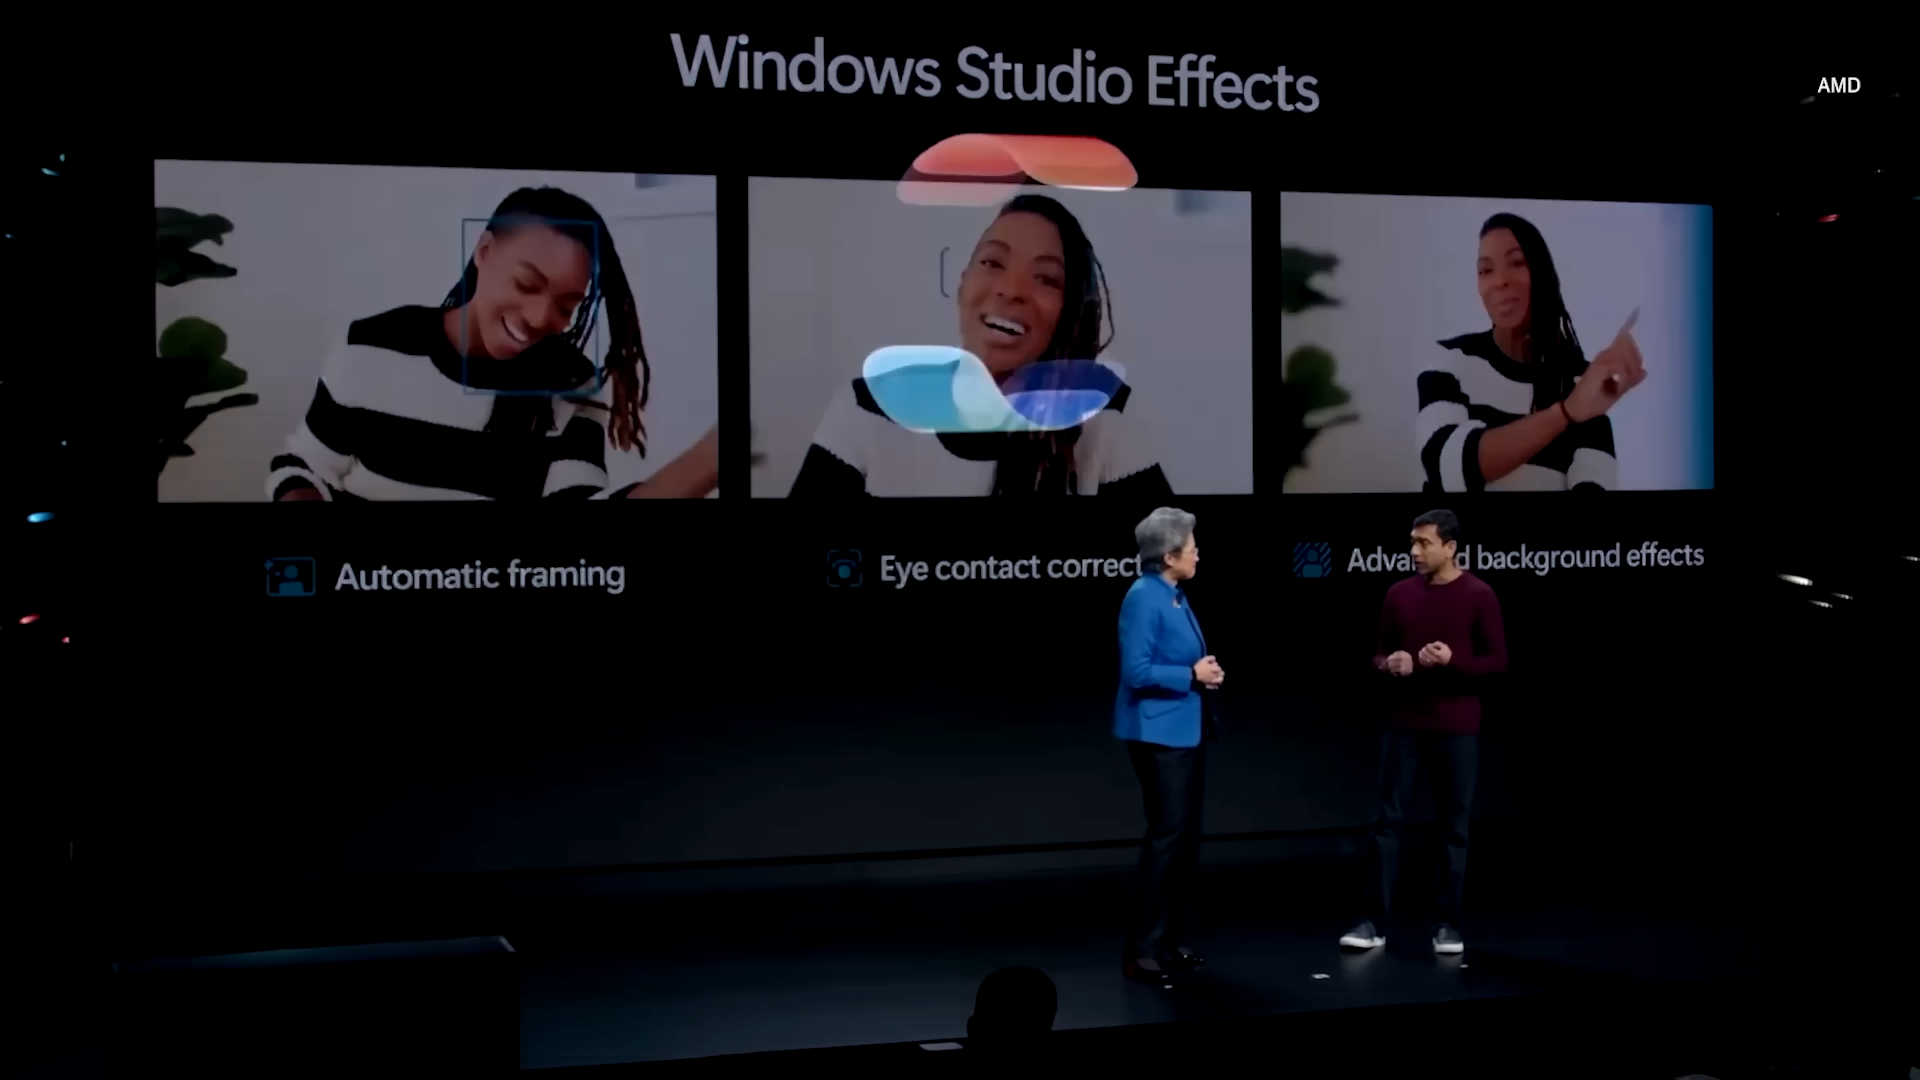 Windows Studio Effects
AMD
Automatic framing
Eye contact correct
Adva d background effects